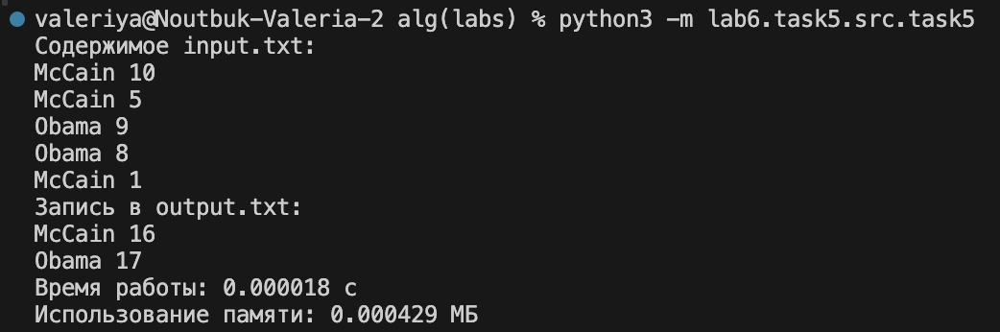 valeriya@Noutbuk-Valeria-2 alg(labs) % python3 -m lab6.task5.src.task5
Содержимое input.txt:
McCain 10
McCain 5
Obama 9
Obama 8
McCain 1
Запись в output.txt:
McCain 16
Obama 17
Время работы: 0.000018 с
Использование памяти: 0.000429 МБ